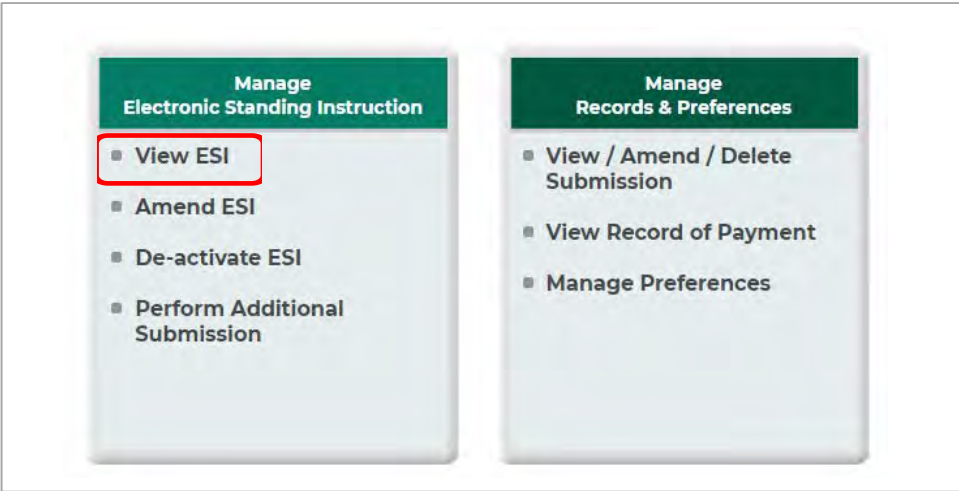 Manage
Electronic Standing Instruction
View ESI
Amend ESI
De-activate ESI
Perform Additional
Submission
Manage
Records & Preferences
View / Amend / Delete
Submission
View Record of Payment
Manage Preferences